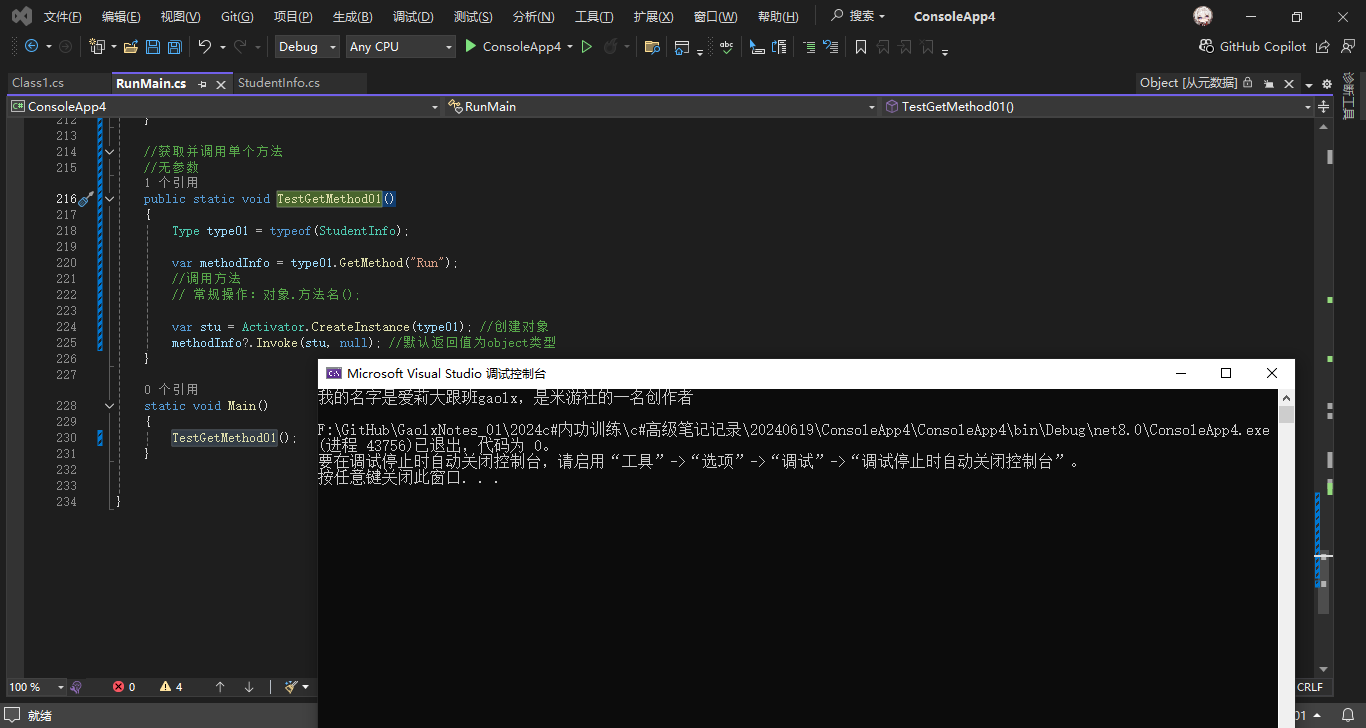 文件(F) 编辑(E) 视图(V) Git(G) 项目(P) 生成(B) 调试(D) 测试(S) 分析(N) 工具(T) 扩展(X) 窗口(W) 帮助(H) 搜索 ConsoleApp4
Debug Any CPU ConsoleApp4 abc GitHub Copilot
Class1.cs RunMain.cs StudentInfo.cs Object [从元数据]
诊断工具
C# ConsoleApp4 RunMain TestGetMethod01()
212 }
213
214 //获取并调用单个方法
215 //无参数
1 个引用
216 public static void TestGetMethod01()
217 {
218 Type type01 = typeof(StudentInfo);
219
220 var methodInfo = type01.GetMethod("Run");
221 //调用方法
222 // 常规操作: 对象.方法名();
223
224 var stu = Activator.CreateInstance(type01); //创建对象
225 methodInfo?.Invoke(stu, null); //默认返回值为object类型
226 }
227
0 个引用
228 static void Main()
229 {
230 TestGetMethod01();
231 }
232
233
234 }
Microsoft Visual Studio 调试控制台
我的名字是爱莉大跟班gaolx，是米游社的一名创作者
F:\GitHub\GaolxNotes_01\2024c#内功训练\c#高级笔记记录\20240619\ConsoleApp4\ConsoleApp4\bin\Debug\net8.0\ConsoleApp4.exe
(进程 43756)已退出，代码为 0。
要在调试停止时自动关闭控制台，请启用“工具”->“选项”->“调试”->“调试停止时自动关闭控制台”。
按任意键关闭此窗口. . .
100 % 0 4 CRLF
就绪 01